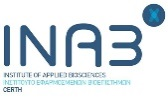 INAB
INSTITUTE OF APPLIED BIOSCIENCES
ΙΝΣΤΙΤΟΥΤΟ ΕΦΑΡΜΟΣΜΕΝΩΝ ΒΙΟΕΠΙΣΤΗΜΩΝ
CERTH